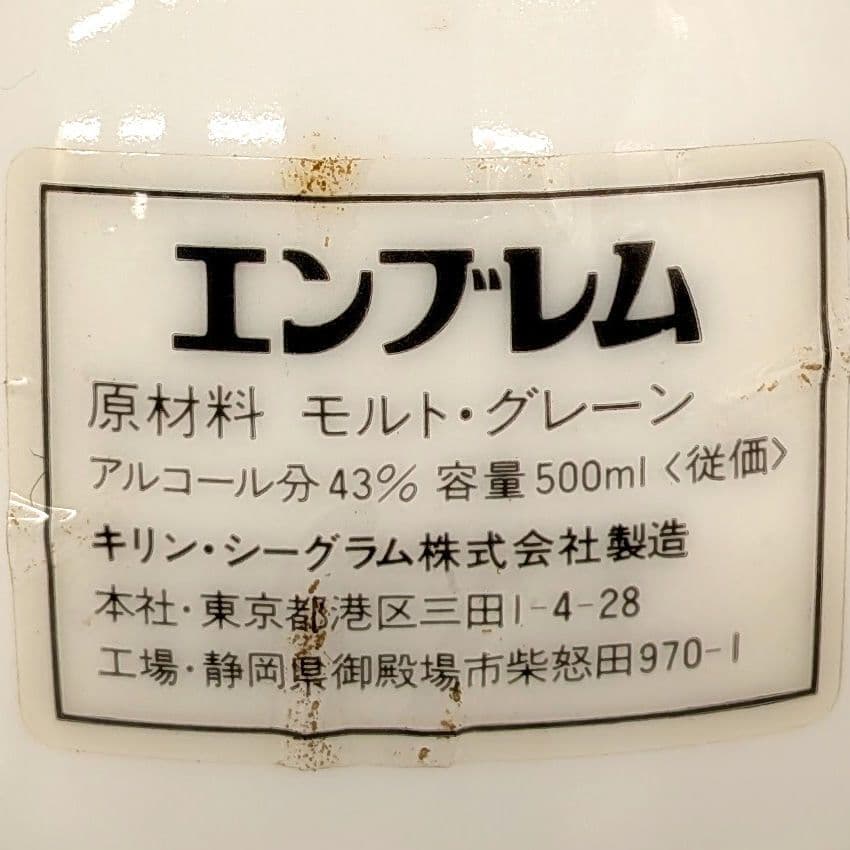 エンブレム
原材料 モルト・グレーン
アルコール分43% 容量500ml〈従価〉
キリン・シーグラム株式会社製造
本社・東京都港区三田1-4-28
工場・静岡県御殿場市柴怒田970-1